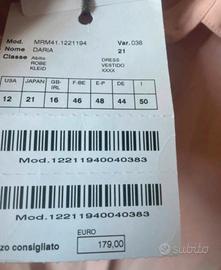 Mod. MRM41.1221194 Var. 038
Nome DARIA 21
Classe Abito DRESS
ROBE VESTIDO
KLEID XXXX
USA JAPAN GB-IRL F-BE E-P DE I
12 21 16 46 48 44 50
Mod.12211940040383
Mod.12211940040383
EURO
zo consigliato 179,00
subito